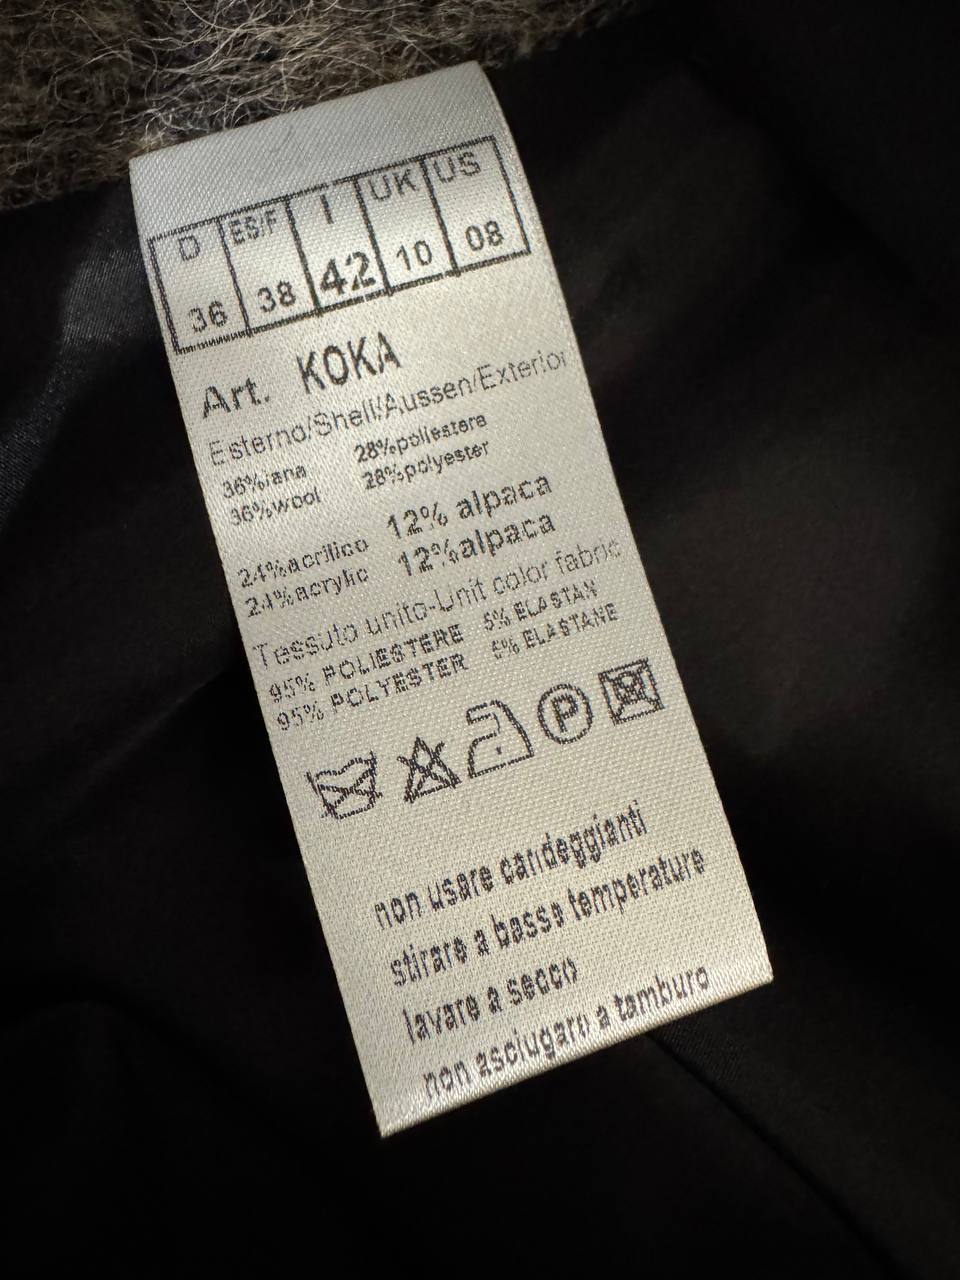 D ES/F I UK US
36 38 42 10 08
Art. KOKA
Esterno/Shell/Aussen/Exterior
36%lana 28%poliestere
36%wool 28%polyester
24%acrilico 12% alpaca
24%acrylic 12%alpaca
Tessuto unito-Unit color fabric
95% POLIESTERE 5% ELASTAN
95% POLYESTER 5% ELASTANE
P
non usare candeggianti
stirare a basse temperature
lavare a secco
non asciugare a tamburo